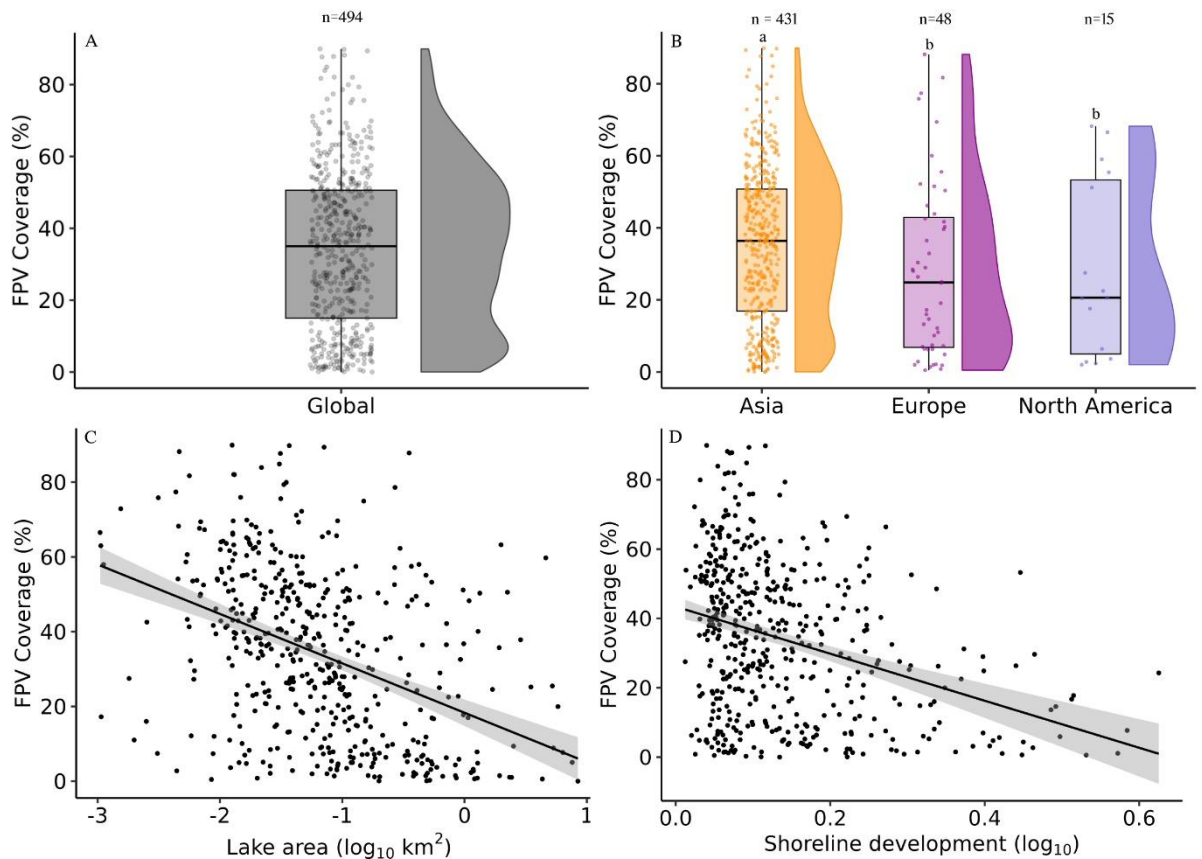 n=494
A
FPV Coverage (%)
80
60
40
20
0
Global
n = 431 n=48 n=15
B
a b b
FPV Coverage (%)
80
60
40
20
0
Asia Europe North America
C
FPV Coverage (%)
80
60
40
20
0
-3 -2 -1 0 1
Lake area (log₁₀ km²)
D
FPV Coverage (%)
80
60
40
20
0
0.0 0.2 0.4 0.6
Shoreline development (log₁₀)